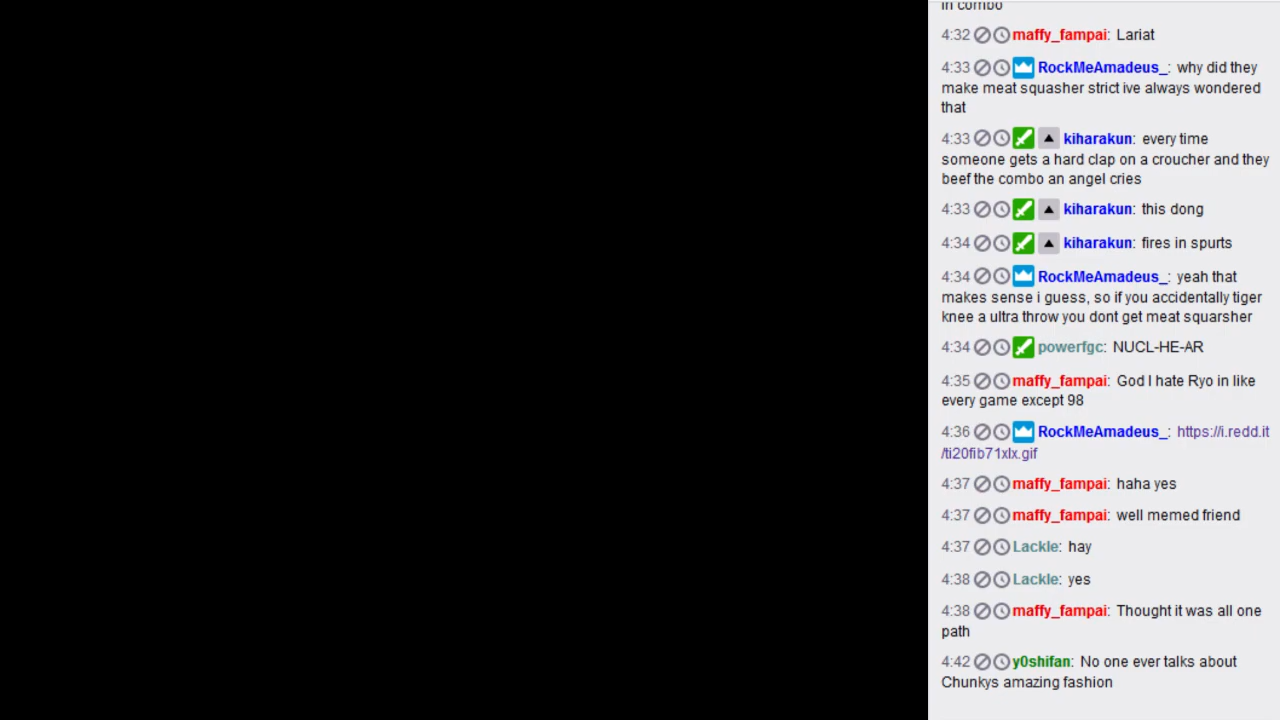 in combo
4:32 maffy_fampai: Lariat
4:33 RockMeAmadeus_: why did they
make meat squasher strict ive always wondered
that
4:33 kiharakun: every time
someone gets a hard clap on a croucher and they
beef the combo an angel cries
4:33 kiharakun: this dong
4:34 kiharakun: fires in spurts
4:34 RockMeAmadeus_: yeah that
makes sense i guess, so if you accidentally tiger
knee a ultra throw you dont get meat squarsher
4:34 powerfgc: NUCL-HE-AR
4:35 maffy_fampai: God I hate Ryo in like
every game except 98
4:36 RockMeAmadeus_: https://i.redd.it
/ti20fib71xlx.gif
4:37 maffy_fampai: haha yes
4:37 maffy_fampai: well memed friend
4:37 Lackle: hay
4:38 Lackle: yes
4:38 maffy_fampai: Thought it was all one
path
4:42 y0shifan: No one ever talks about
Chunkys amazing fashion